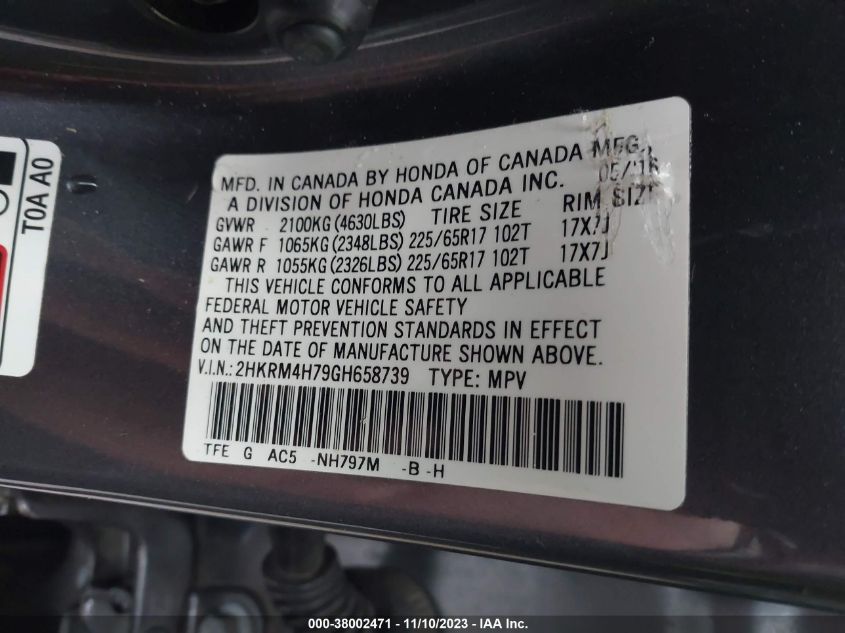 T0A A0
MFD. IN CANADA BY HONDA OF CANADA MFG.
A DIVISION OF HONDA CANADA INC. 05/16
GVWR 2100KG(4630LBS) TIRE SIZE RIM SIZE
GAWR F 1065KG(2348LBS) 225/65R17 102T 17X7J
GAWR R 1055KG(2326LBS) 225/65R17 102T 17X7J
THIS VEHICLE CONFORMS TO ALL APPLICABLE
FEDERAL MOTOR VEHICLE SAFETY
AND THEFT PREVENTION STANDARDS IN EFFECT
ON THE DATE OF MANUFACTURE SHOWN ABOVE.
V.I.N.: 2HKRM4H79GH658739 TYPE: MPV
TFE G AC5 -NH797M -B -H
000-38002471 — 11/10/2023 — IAA Inc.